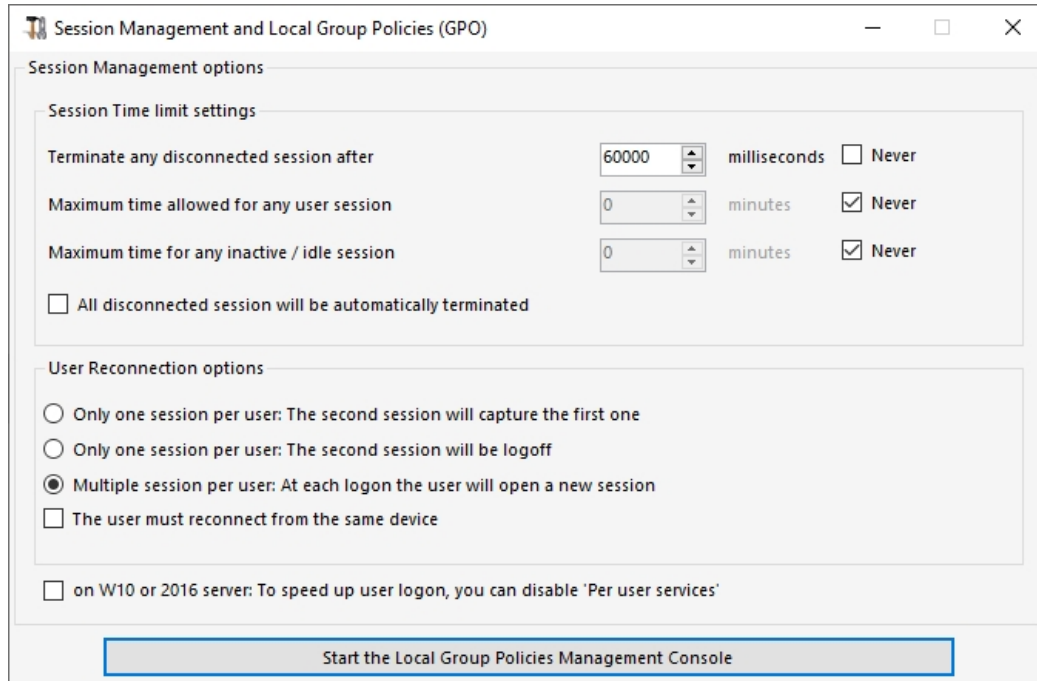 Session Management and Local Group Policies (GPO)
Session Management options
Session Time limit settings
Terminate any disconnected session after 60000 milliseconds Never
Maximum time allowed for any user session 0 minutes Never
Maximum time for any inactive / idle session 0 minutes Never
All disconnected session will be automatically terminated
User Reconnection options
Only one session per user: The second session will capture the first one
Only one session per user: The second session will be logoff
Multiple session per user: At each logon the user will open a new session
The user must reconnect from the same device
on W10 or 2016 server: To speed up user logon, you can disable 'Per user services'
Start the Local Group Policies Management Console